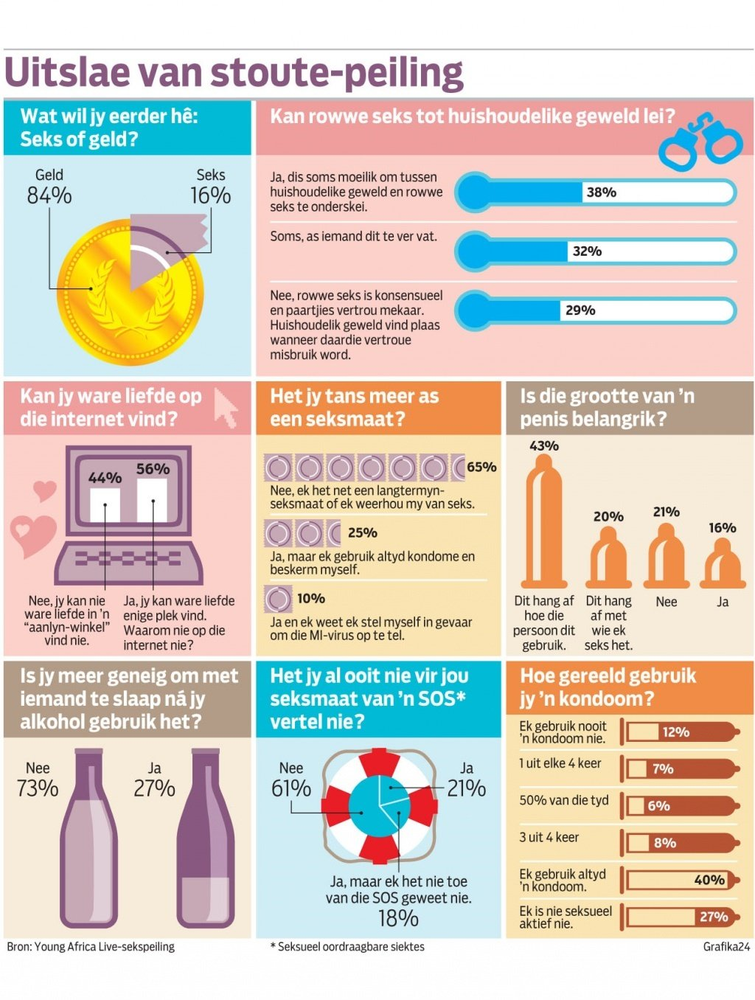 Uitslae van stoute-peiling
Wat wil jy eerder hê:
Seks of geld?
Geld
84%
Seks
16%
Kan rowwe seks tot huishoudelike geweld lei?
Ja, dis soms moeilik om tussen
huishoudelike geweld en rowwe
seks te onderskei.
38%
Soms, as iemand dit te ver vat.
32%
Nee, rowwe seks is konsensueel
en paartjies vertrou mekaar.
Huishoudelik geweld vind plaas
wanneer daardie vertroue
misbruik word.
29%
Kan jy ware liefde op
die internet vind?
44%
56%
Nee, jy kan nie
ware liefde in 'n
“aanlyn-winkel”
vind nie.
Ja, jy kan ware liefde
enige plek vind.
Waarom nie op die
internet nie?
Het jy tans meer as
een seksmaat?
65%
Nee, ek het net een langtermyn-
seksmaat of ek weerhou my van seks.
25%
Ja, maar ek gebruik altyd kondome en
beskerm myself.
10%
Ja en ek weet ek stel myself in gevaar
om die MI-virus op te tel.
Is die grootte van ’n
penis belangrik?
43%
20%
21%
16%
Dit hang af
hoe die
persoon dit
gebruik.
Dit hang
af met
wie ek
seks het.
Nee
Ja
Is jy meer geneig om met
iemand te slaap ná jy
alkohol gebruik het?
Nee
73%
Ja
27%
Het jy al ooit nie vir jou
seksmaat van ’n SOS*
vertel nie?
Nee
61%
Ja
21%
Ja, maar ek het nie toe
van die SOS geweet nie.
18%
Hoe gereeld gebruik
jy ’n kondoom?
Ek gebruik nooit
’n kondoom nie.
12%
1 uit elke 4 keer
7%
50% van die tyd
6%
3 uit 4 keer
8%
Ek gebruik altyd
’n kondoom.
40%
Ek is nie seksueel
aktief nie.
27%
Bron: Young Africa Live-sekspeiling
* Seksueel oordraagbare siektes
Grafika24